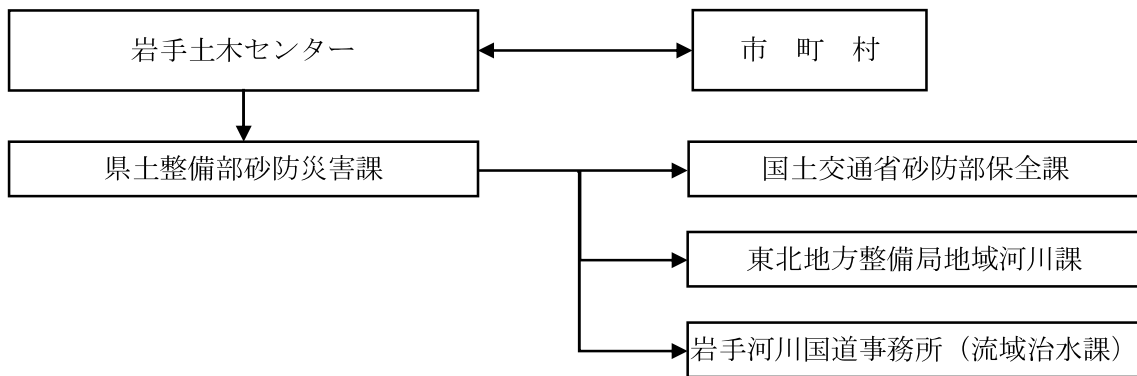 岩手土木センター
市　町　村
県土整備部砂防災害課
国土交通省砂防部保全課
東北地方整備局地域河川課
岩手河川国道事務所（流域治水課）